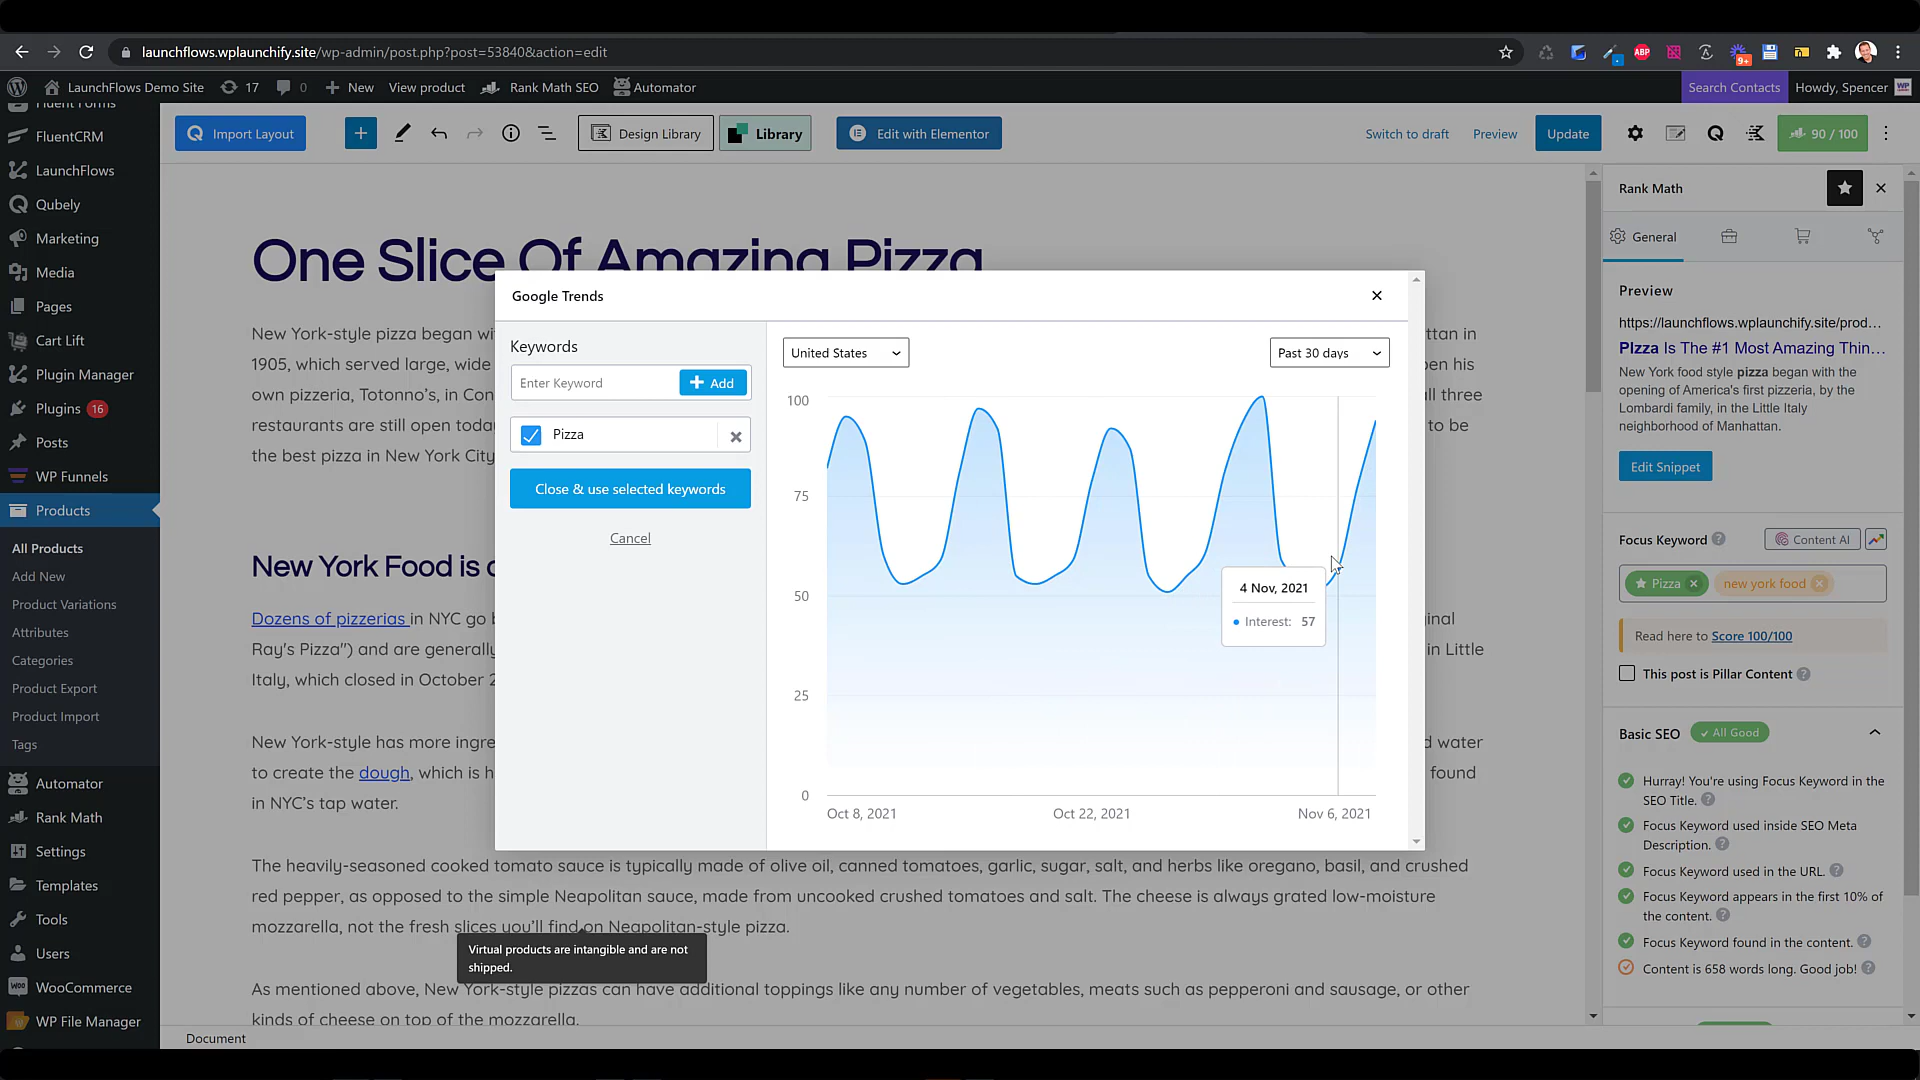 launchflows.wplaunchify.site/wp-admin/post.php?post=53840&action=edit
ABP
9+
LaunchFlows Demo Site
17
0
New
View product
Rank Math SEO
Automator
Search Contacts
Howdy, Spencer
Fluent Forms
FluentCRM
LaunchFlows
Qubely
Marketing
Media
Pages
Cart Lift
Plugin Manager
Plugins 16
Posts
WP Funnels
Products
All Products
Add New
Product Variations
Attributes
Categories
Product Export
Product Import
Tags
Automator
Rank Math
Settings
Templates
Tools
Users
WooCommerce
WP File Manager
Import Layout
Design Library
Library
Edit with Elementor
Switch to draft
Preview
Update
90 / 100
One Slice Of Amazing Pizza
New York-style pizza began wi
ttan in
1905, which served large, wide
pen his
own pizzeria, Totonno's, in Con
all three
restaurants are still open toda
to be
the best pizza in New York City
New York Food is
Dozens of pizzerias in NYC go b
ginal
Ray's Pizza") and are generally
in Little
Italy, which closed in October 2
New York-style has more ingre
d water
to create the dough, which is h
found
in NYC's tap water.
The heavily-seasoned cooked tomato sauce is typically made of olive oil, canned tomatoes, garlic, sugar, salt, and herbs like oregano, basil, and crushed
red pepper, as opposed to the simple Neapolitan sauce, made from uncooked crushed tomatoes and salt. The cheese is always grated low-moisture
mozzarella, not the fresh slices you'll find on Neapolitan-style pizza.
Virtual products are intangible and are not
shipped.
As mentioned above, New York-style pizzas can have additional toppings like any number of vegetables, meats such as pepperoni and sausage, or other
kinds of cheese on top of the mozzarella.
Document
Google Trends
Keywords
Enter Keyword
Add
Pizza
Close & use selected keywords
Cancel
United States
Past 30 days
100
75
50
25
0
4 Nov, 2021
Interest: 57
Oct 8, 2021
Oct 22, 2021
Nov 6, 2021
Rank Math
General
Preview
https://launchflows.wplaunchify.site/prod...
PIzza Is The #1 Most Amazing Thin...
New York food style pizza began with the
opening of America's first pizzeria, by the
Lombardi family, in the Little Italy
neighborhood of Manhattan.
Edit Snippet
Focus Keyword
Content AI
Pizza
new york food
Read here to Score 100/100
This post is Pillar Content
Basic SEO
All Good
Hurray! You're using Focus Keyword in the
SEO Title.
Focus Keyword used inside SEO Meta
Description.
Focus Keyword used in the URL.
Focus Keyword appears in the first 10% of
the content.
Focus Keyword found in the content.
Content is 658 words long. Good job!